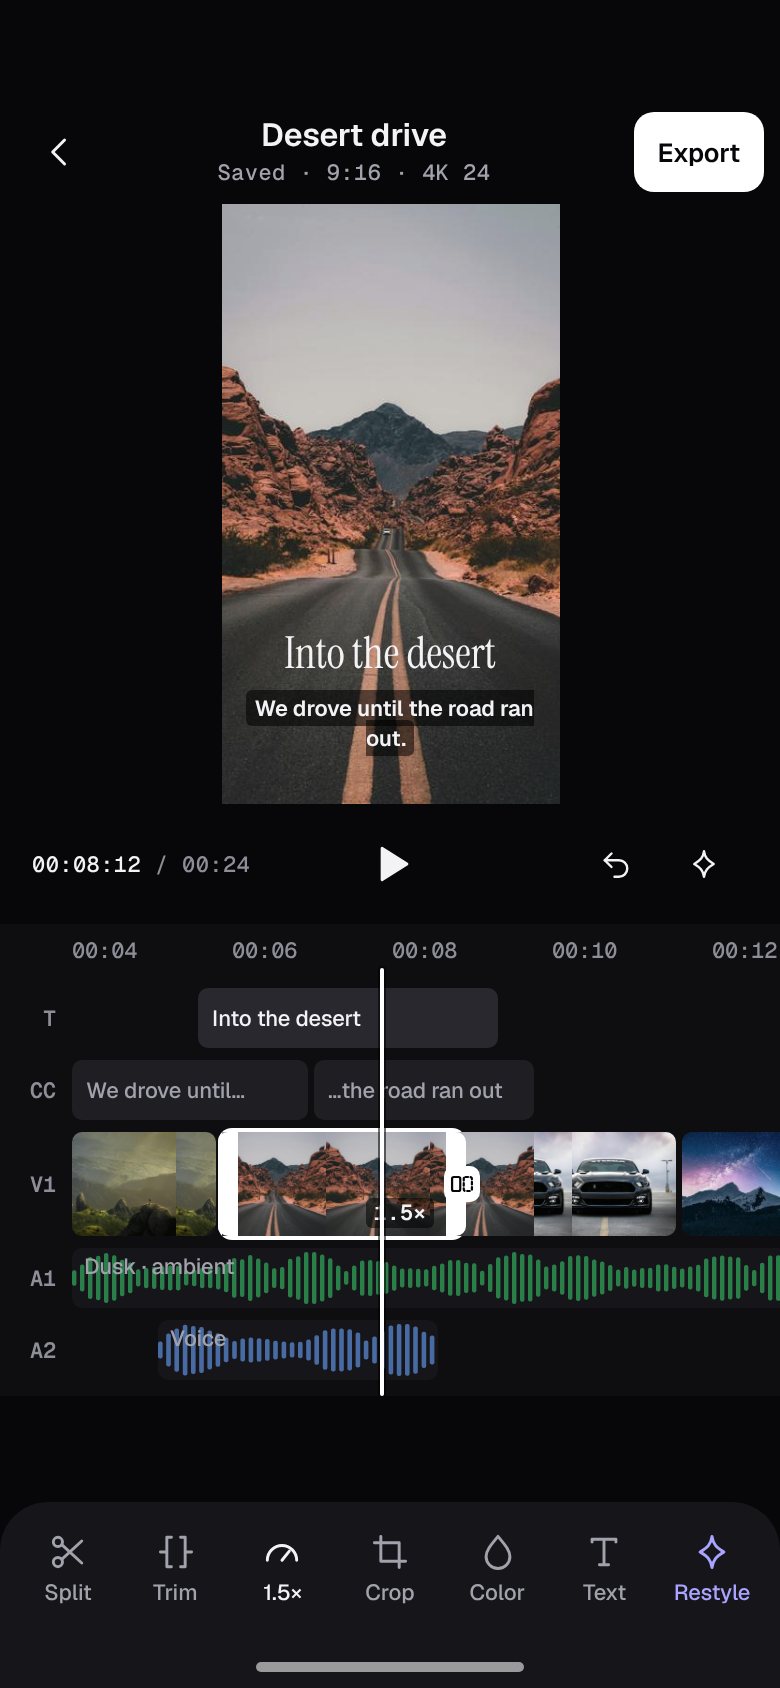 Desert drive
Saved · 9:16 · 4K 24
Export
Into the desert
We drove until the road ran
out.
00:08:12 / 00:24
00:04 00:06 00:08 00:10 00:12
T Into the desert
CC We drove until… …the road ran out
V1 1.5×
A1 Dusk · ambient
A2 Voice
Split Trim 1.5× Crop Color Text Restyle